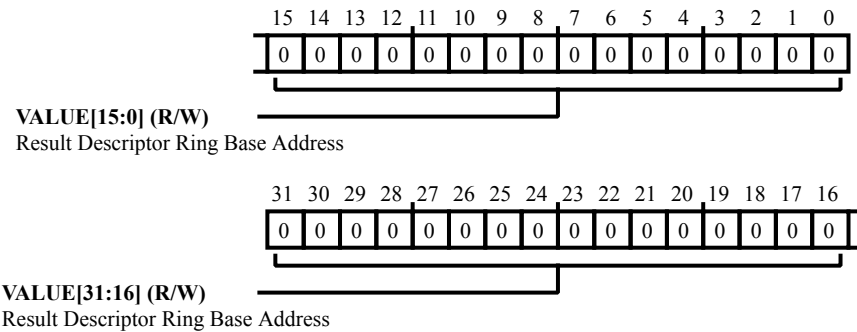 15 14 13 12 11 10 9 8 7 6 5 4 3 2 1 0
0 0 0 0 0 0 0 0 0 0 0 0 0 0 0 0
VALUE[15:0] (R/W)
Result Descriptor Ring Base Address
31 30 29 28 27 26 25 24 23 22 21 20 19 18 17 16
0 0 0 0 0 0 0 0 0 0 0 0 0 0 0 0
VALUE[31:16] (R/W)
Result Descriptor Ring Base Address